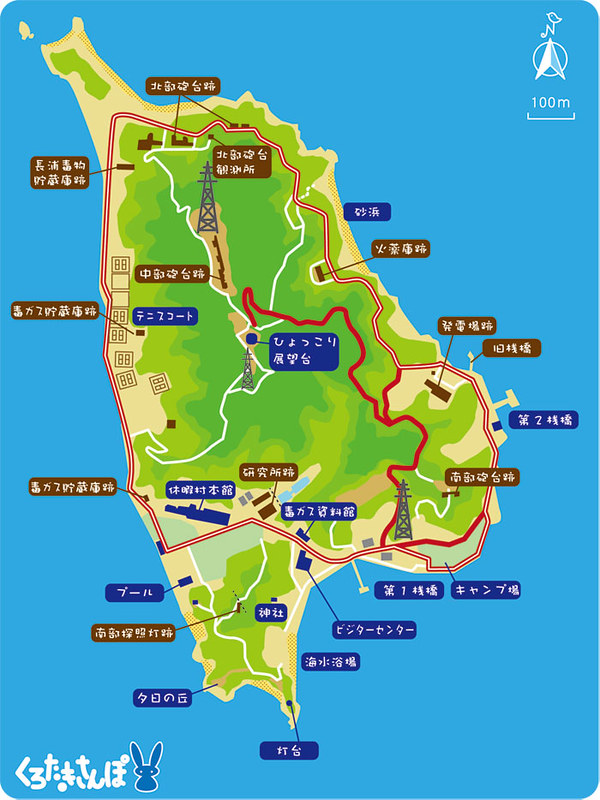 N
100m
北部砲台跡
北部砲台
観測所
長浦毒物
貯蔵庫跡
砂浜
火薬庫跡
中部砲台跡
毒ガス貯蔵庫跡
テニスコート
発電場跡
旧桟橋
ひょっこり
展望台
第2桟橋
研究所跡
南部砲台跡
毒ガス貯蔵庫跡
休暇村本館
毒ガス資料館
プール
第1桟橋
キャンプ場
神社
南部探照灯跡
ビジターセンター
海水浴場
夕日の丘
灯台
くろたきさんぽ